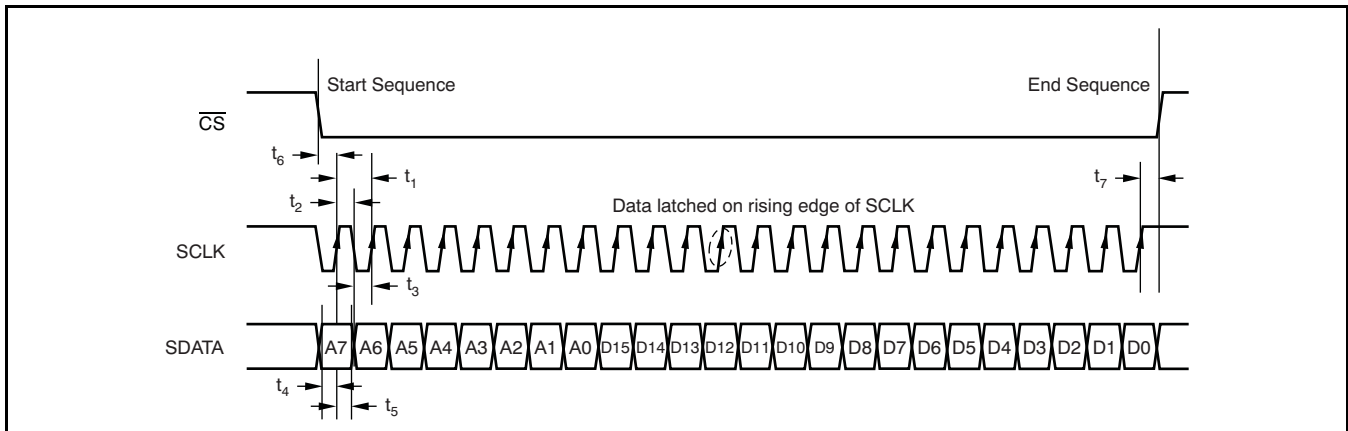 Start Sequence
End Sequence
CS
t6
t1
t7
t2
Data latched on rising edge of SCLK
SCLK
t3
SDATA
A7 A6 A5 A4 A3 A2 A1 A0 D15 D14 D13 D12 D11 D10 D9 D8 D7 D6 D5 D4 D3 D2 D1 D0
t4
t5